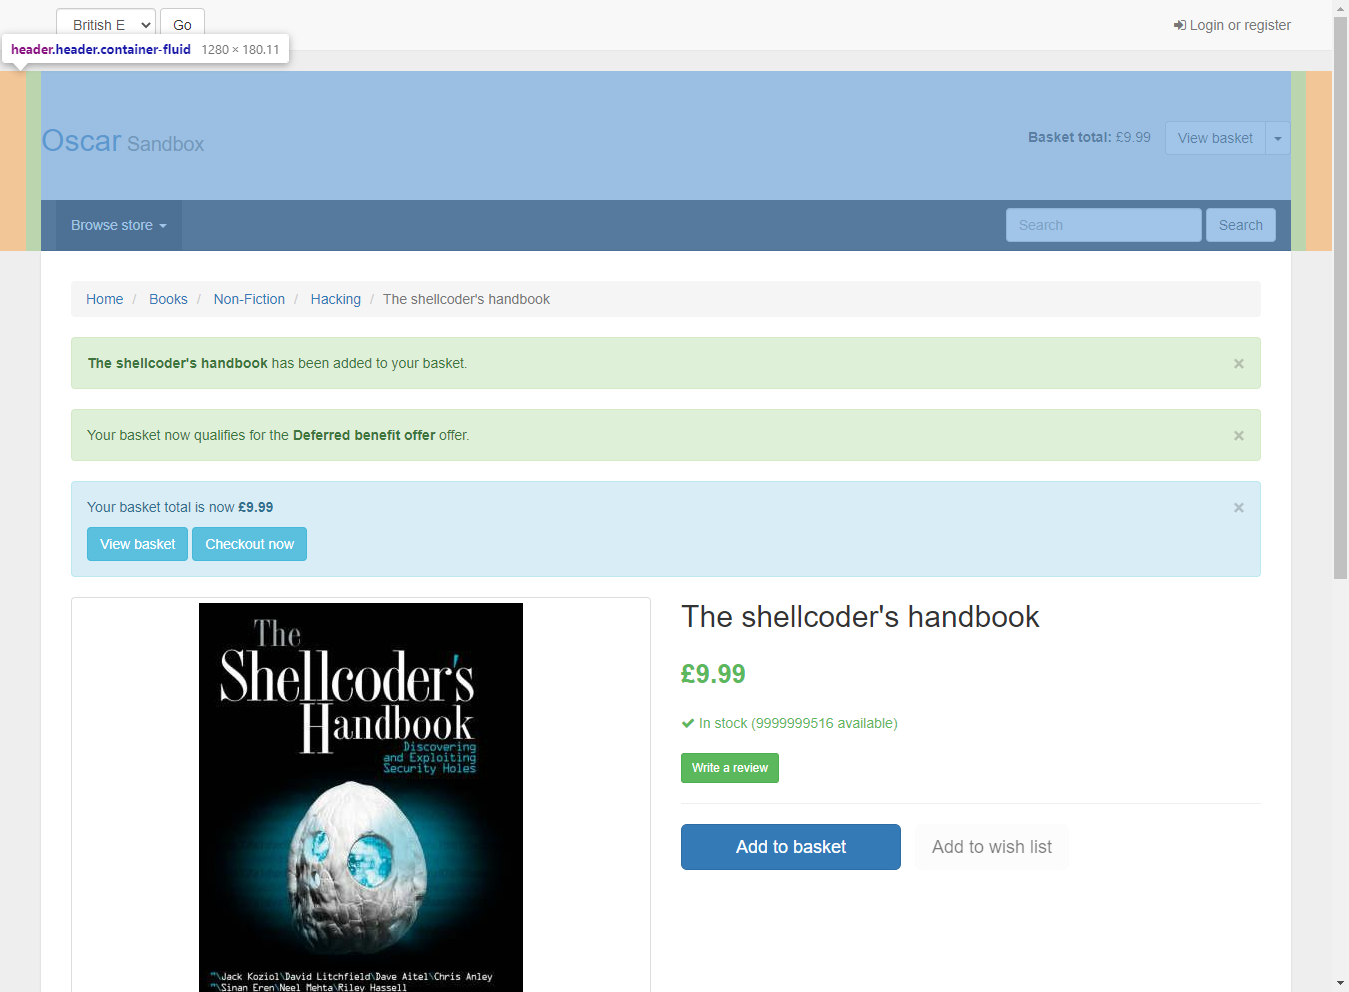 British E
Go
Login or register
header.header.container-fluid 1280 × 180.11
Oscar Sandbox
Basket total: £9.99
View basket
Browse store
Search
Search
Home / Books / Non-Fiction / Hacking / The shellcoder's handbook
The shellcoder's handbook has been added to your basket.
×
Your basket now qualifies for the Deferred benefit offer offer.
×
Your basket total is now £9.99
×
View basket
Checkout now
The
Shellcoder's
Handbook
Discovering
and Exploiting
Security Holes
"\Jack Koziol\David Litchfield\Dave Aitel\Chris Anley
"\Sinan Eren\Neel Mehta\Riley Hassell
The shellcoder's handbook
£9.99
In stock (9999999516 available)
Write a review
Add to basket
Add to wish list